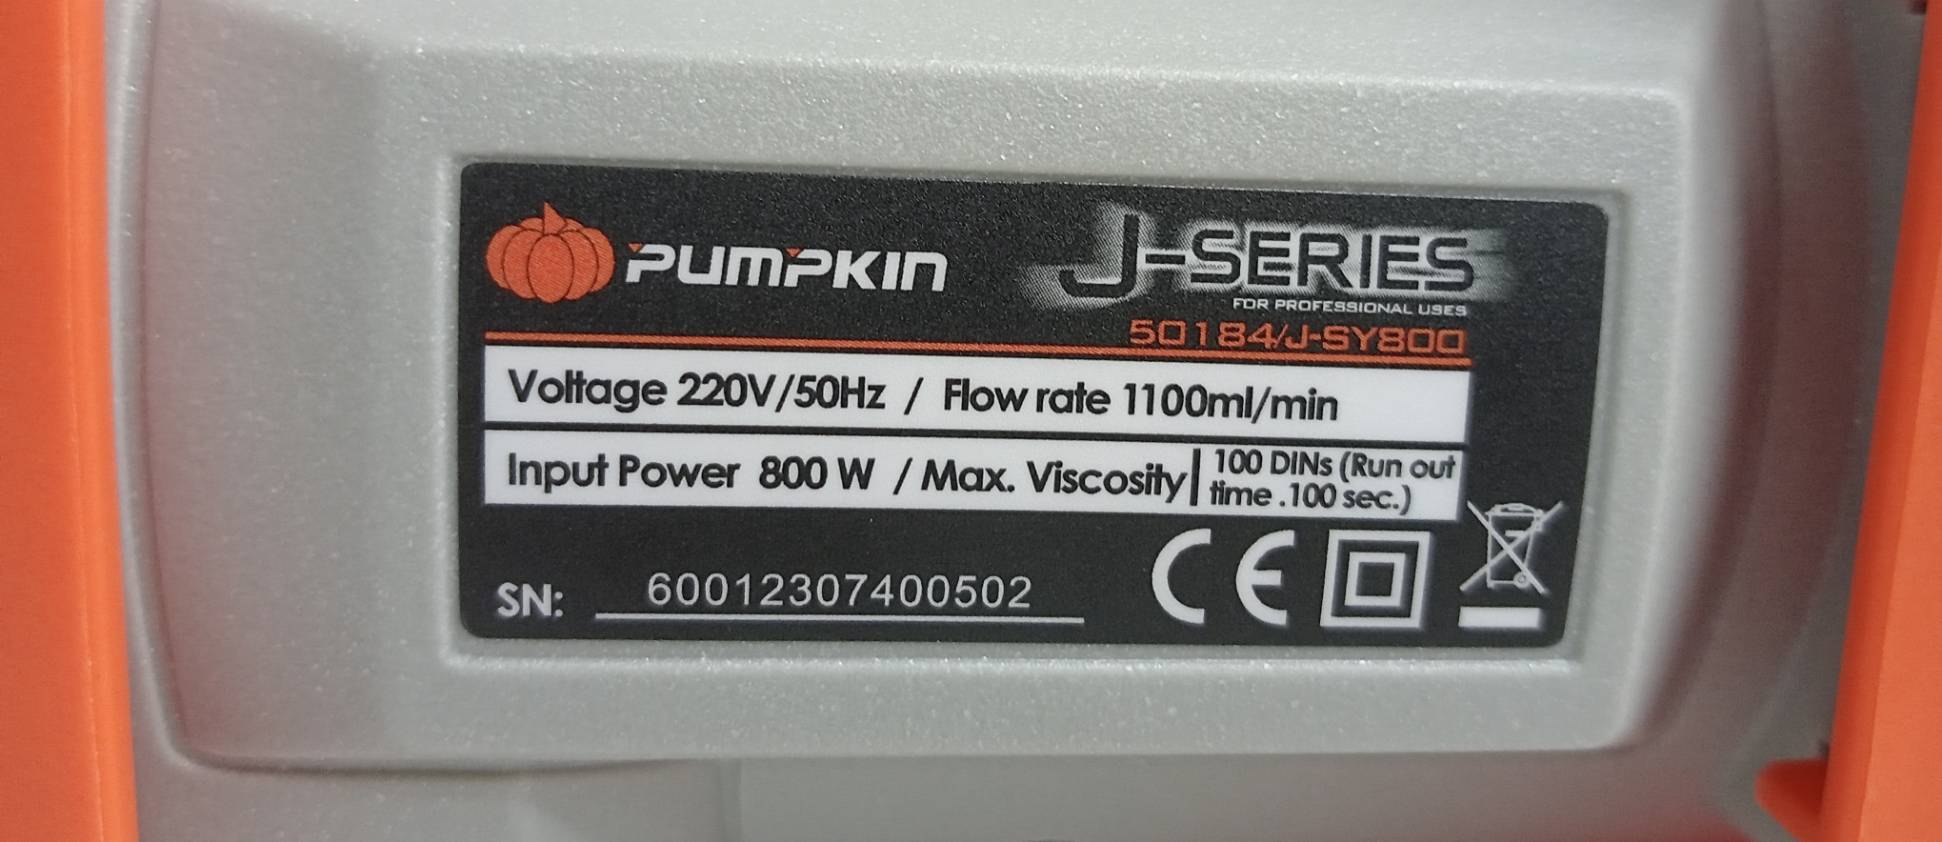 PUMPKIN
J-SERIES
FOR PROFESSIONAL USES
50184/J-SY800
Voltage 220V/50Hz / Flow rate 1100ml/min
Input Power 800 W / Max. Viscosity 100 DINs (Run out
time .100 sec.)
SN: 60012307400502
CE